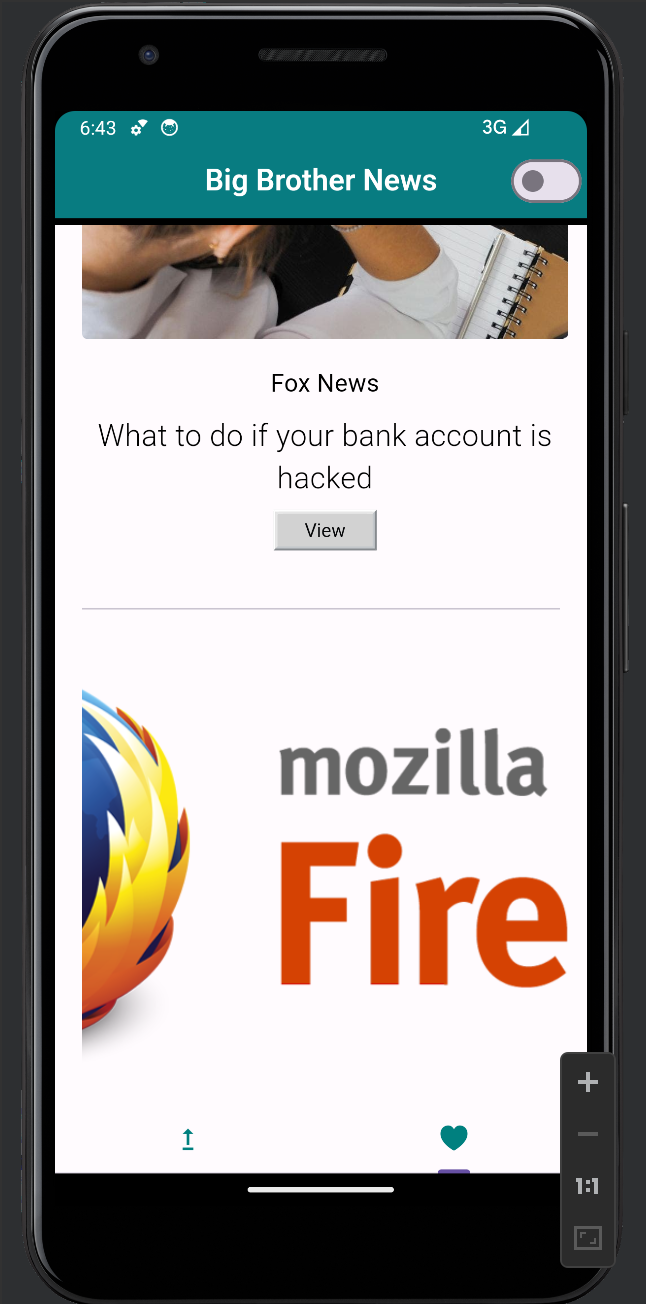 6:43
3G
Big Brother News
Fox News
What to do if your bank account is
hacked
View
mozilla
Fire
1:1